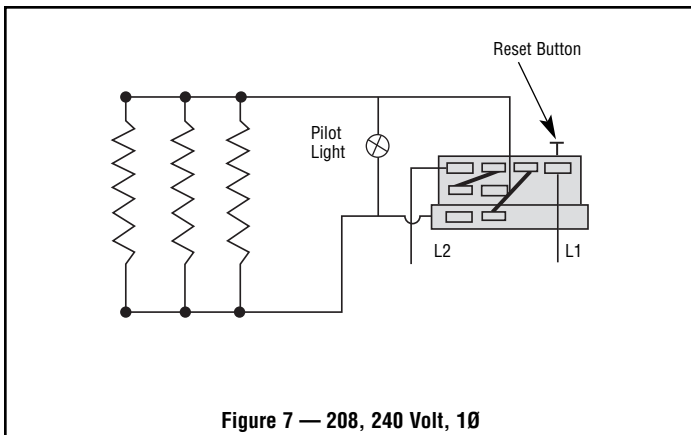 Reset Button
Pilot
Light
L2
L1
Figure 7 — 208, 240 Volt, 1Ø